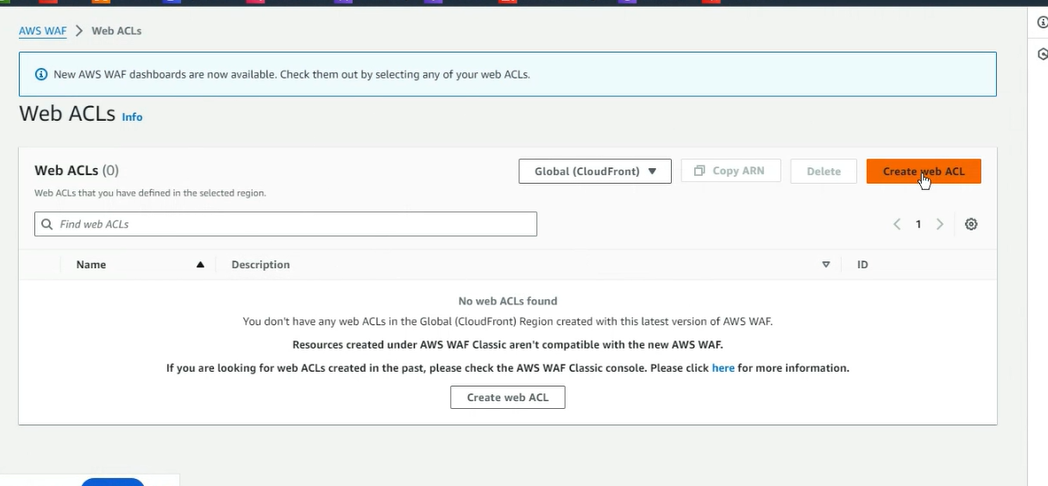 AWS WAF > Web ACLs
New AWS WAF dashboards are now available. Check them out by selecting any of your web ACLs.
Web ACLs Info
Web ACLs (0)
Global (CloudFront) Copy ARN Delete Create web ACL
Web ACLs that you have defined in the selected region.
Find web ACLs
1
Name Description ID
No web ACLs found
You don't have any web ACLs in the Global (CloudFront) Region created with this latest version of AWS WAF.
Resources created under AWS WAF Classic aren't compatible with the new AWS WAF.
If you are looking for web ACLs created in the past, please check the AWS WAF Classic console. Please click here for more information.
Create web ACL